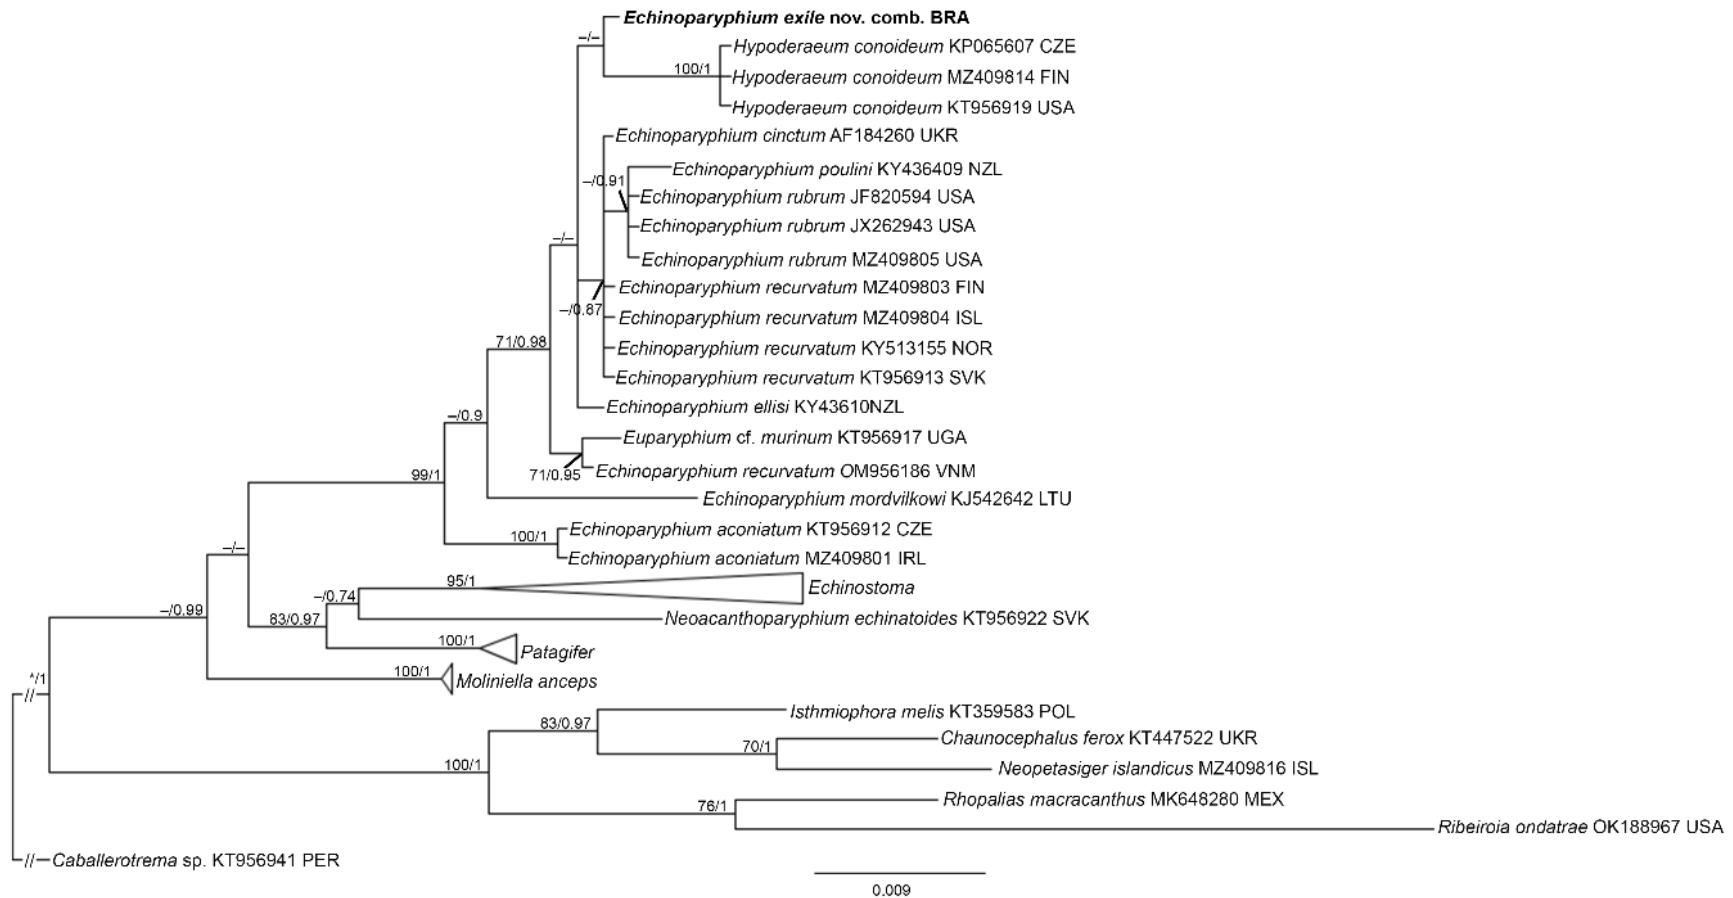 Echinoparyphium exile nov. comb. BRA
–/–
Hypoderaeum conoideum KP065607 CZE
100/1
Hypoderaeum conoideum MZ409814 FIN
Hypoderaeum conoideum KT956919 USA
Echinoparyphium cinctum AF184260 UKR
Echinoparyphium poulini KY436409 NZL
–/0.91
Echinoparyphium rubrum JF820594 USA
Echinoparyphium rubrum JX262943 USA
–/–
Echinoparyphium rubrum MZ409805 USA
Echinoparyphium recurvatum MZ409803 FIN
–/0.87
Echinoparyphium recurvatum MZ409804 ISL
71/0.98
Echinoparyphium recurvatum KY513155 NOR
Echinoparyphium recurvatum KT956913 SVK
Echinoparyphium ellisi KY43610NZL
–/0.9
Euparyphium cf. murinum KT956917 UGA
71/0.95
Echinoparyphium recurvatum OM956186 VNM
99/1
Echinoparyphium mordvilkowi KJ542642 LTU
Echinoparyphium aconiatum KT956912 CZE
100/1
Echinoparyphium aconiatum MZ409801 IRL
–/–
95/1
Echinostoma
–/0.74
–/0.99
83/0.97
Neoacanthoparyphium echinatoides KT956922 SVK
100/1
Patagifer
100/1
Moliniella anceps
*/1
//
Isthmiophora melis KT359583 POL
83/0.97
Chaunocephalus ferox KT447522 UKR
70/1
100/1
Neopetasiger islandicus MZ409816 ISL
Rhopalias macracanthus MK648280 MEX
76/1
Ribeiroia ondatrae OK188967 USA
//
Caballerotrema sp. KT956941 PER
0.009